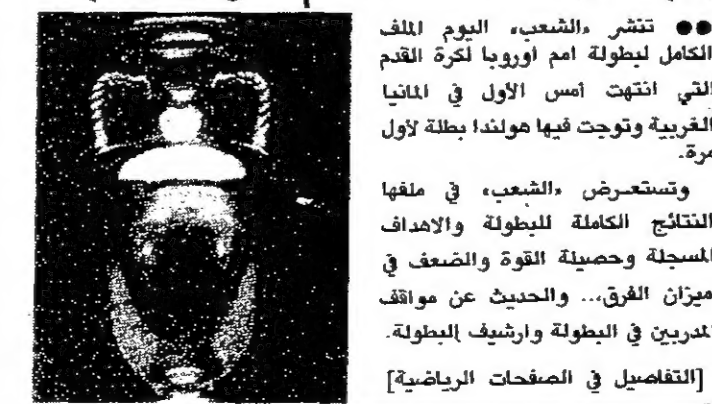 ●● تنشر «الشعب» اليوم الملف
الكامل لبطولة امم اوروبا لكرة القدم
التي انتهت أمس الأول في المانيا
الغربية وتوجت فيها هولندا بطلة لأول
مرة.
وتستعرض «الشعب» في ملفها
النتائج الكاملة للبطولة والاهداف
المسجلة وحصيلة القوة والضعف في
ميزان الفرق... والحديث عن مواقف
المدربين في البطولة وارشيف البطولة.
[التفاصيل في الصفحات الرياضية]